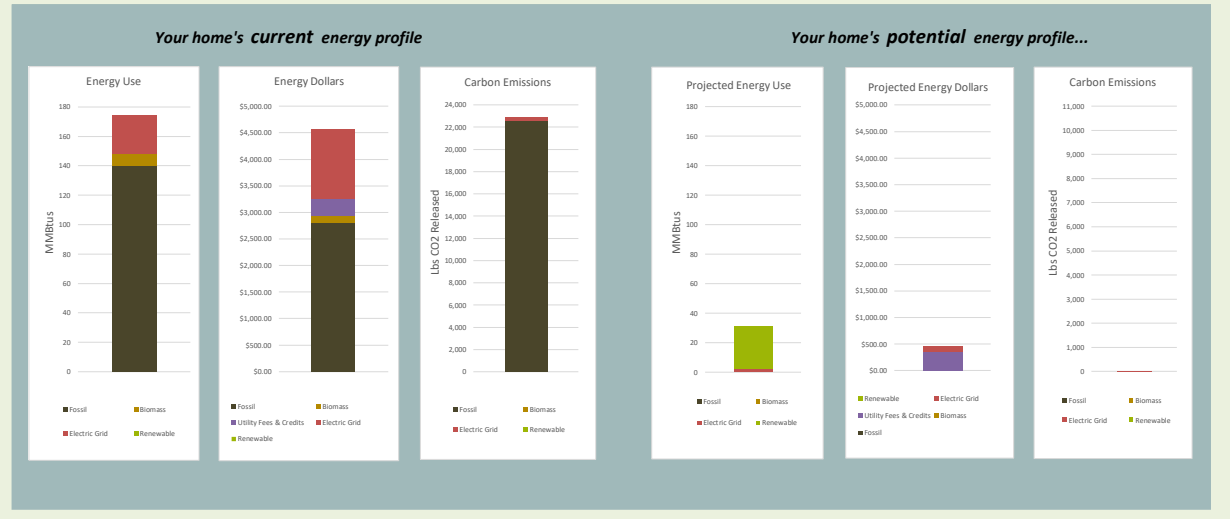 Your home's current energy profile
Your home's potential energy profile...
Energy Use
180
160
140
120
100
80
60
40
20
0
MMBtus
Fossil Biomass
Electric Grid Renewable
Energy Dollars
$5,000.00
$4,500.00
$4,000.00
$3,500.00
$3,000.00
$2,500.00
$2,000.00
$1,500.00
$1,000.00
$500.00
$0.00
Fossil Biomass
Utility Fees & Credits Electric Grid
Renewable
Carbon Emissions
24,000
22,000
20,000
18,000
16,000
14,000
12,000
10,000
8,000
6,000
4,000
2,000
0
Lbs CO2 Released
Fossil Biomass
Electric Grid Renewable
Projected Energy Use
180
160
140
120
100
80
60
40
20
0
MMBtus
Fossil Biomass
Electric Grid Renewable
Projected Energy Dollars
$5,000.00
$4,500.00
$4,000.00
$3,500.00
$3,000.00
$2,500.00
$2,000.00
$1,500.00
$1,000.00
$500.00
$0.00
Renewable Electric Grid
Utility Fees & Credits Biomass
Fossil
Carbon Emissions
11,000
10,000
9,000
8,000
7,000
6,000
5,000
4,000
3,000
2,000
1,000
0
Lbs CO2 Released
Fossil Biomass
Electric Grid Renewable